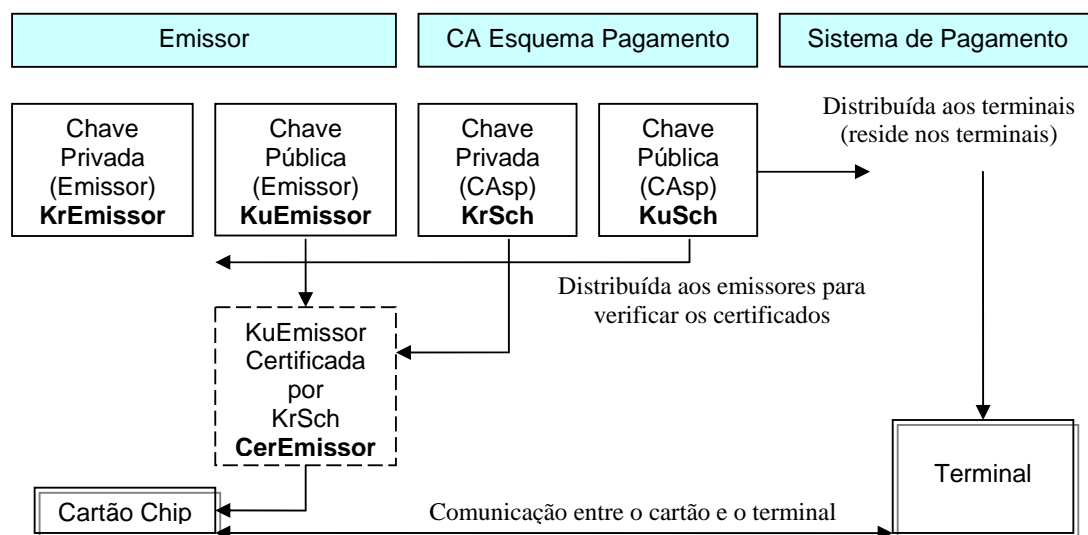 Emissor
CA Esquema Pagamento
Sistema de Pagamento
Chave
Privada
(Emissor)
KrEmissor
Chave
Pública
(Emissor)
KuEmissor
Chave
Privada
(CAsp)
KrSch
Chave
Pública
(CAsp)
KuSch
Distribuída aos terminais
(reside nos terminais)
Distribuída aos emissores para
verificar os certificados
KuEmissor
Certificada
por
KrSch
CerEmissor
Terminal
Cartão Chip
Comunicação entre o cartão e o terminal